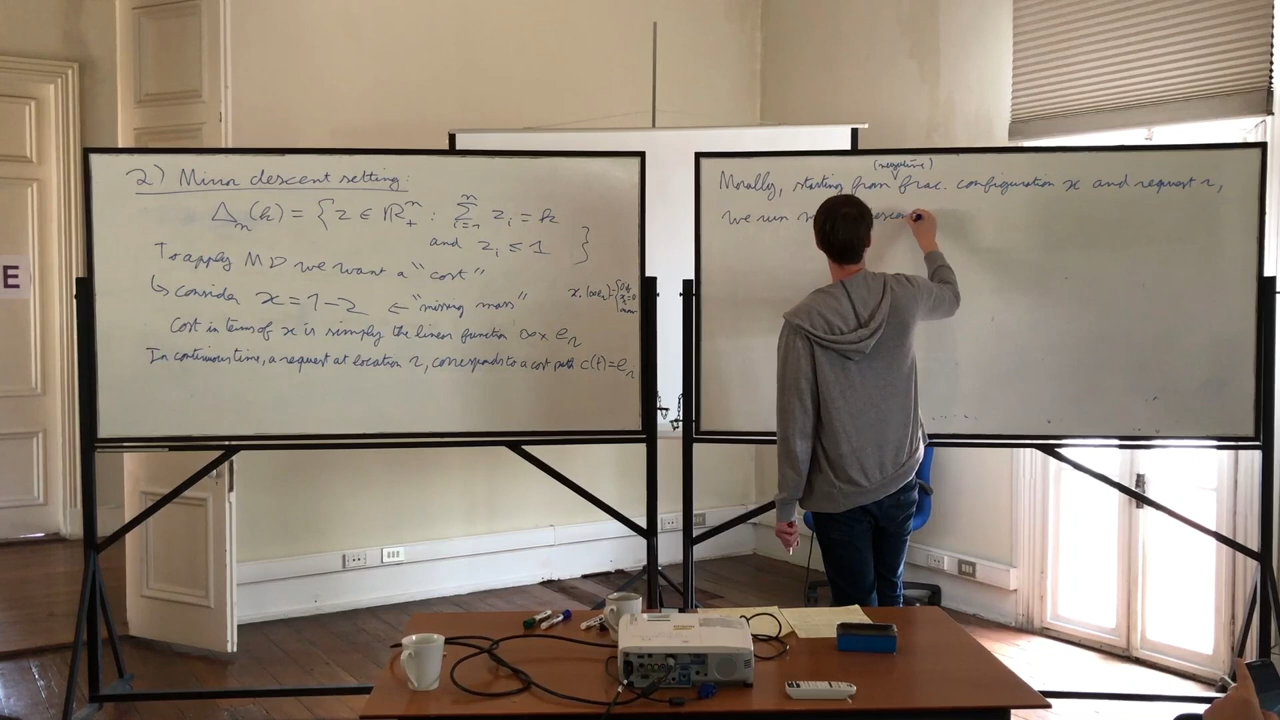 2) Mirror descent setting:
Δₙ(k) = { z ∈ ℝ₊ⁿ : ∑ᵢ₌₁ⁿ zᵢ = k
and zᵢ ≤ 1 }
To apply MD we want a "cost"
↳ consider x = 1 - z ← "missing mass"
Cost in terms of x is simply the linear function ∞ × eᵣ
In continuous time, a request at location r, corresponds to a cost path c(t) = eᵣ
(negative)
Morally, starting from frac. configuration x and request r,
we run
E